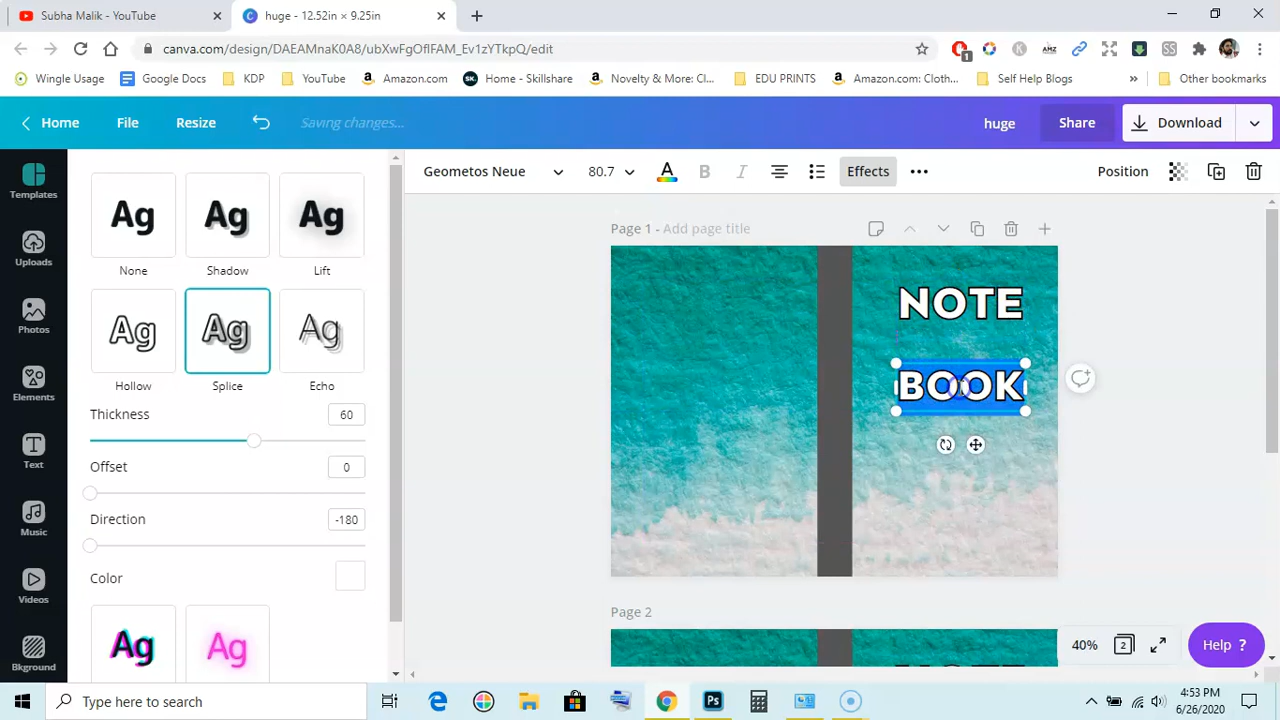 Subha Malik - YouTube
huge - 12.52in × 9.25in
canva.com/design/DAEAMnaK0A8/ubXwFgOflFAM_Ev1zYTkpQ/edit
Wingle Usage
Google Docs
KDP
YouTube
Amazon.com
Home - Skillshare
Novelty & More: Cl...
EDU PRINTS
Amazon.com: Cloth...
Self Help Blogs
Other bookmarks
Home
File
Resize
Saving changes...
huge
Share
Download
Templates
Uploads
Photos
Elements
Text
Music
Videos
Bkground
Ag
None
Ag
Shadow
Ag
Lift
Ag
Hollow
Ag
Splice
Ag
Echo
Thickness
60
Offset
0
Direction
-180
Color
Ag
Ag
Geometos Neue
80.7
A
B
I
Effects
Position
Page 1 - Add page title
NOTE
BOOK
Page 2
40%
2
Help ?
Type here to search
4:53 PM
6/26/2020